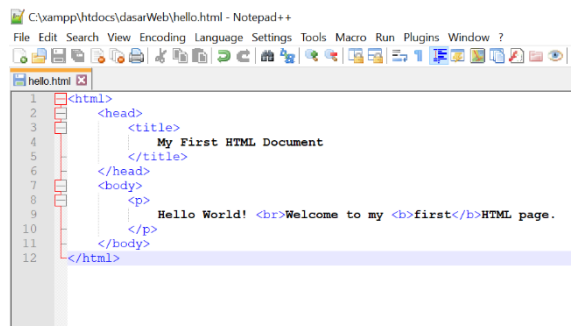 C:\xampp\htdocs\dasarWeb\hello.html - Notepad++
File Edit Search View Encoding Language Settings Tools Macro Run Plugins Window ?
hello.html
1 <html>
2 <head>
3 <title>
4 My First HTML Document
5 </title>
6 </head>
7 <body>
8 <p>
9 Hello World! <br>Welcome to my <b>first</b>HTML page.
10 </p>
11 </body>
12 </html>